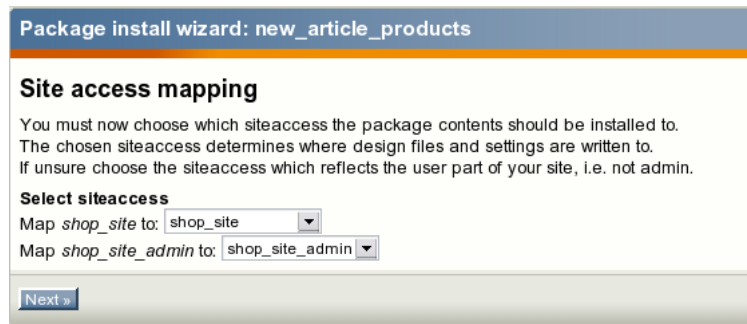 Package install wizard: new_article_products
Site access mapping
You must now choose which siteaccess the package contents should be installed to.
The chosen siteaccess determines where design files and settings are written to.
If unsure choose the siteaccess which reflects the user part of your site, i.e. not admin.
Select siteaccess
Map shop_site to: shop_site
Map shop_site_admin to: shop_site_admin
Next »